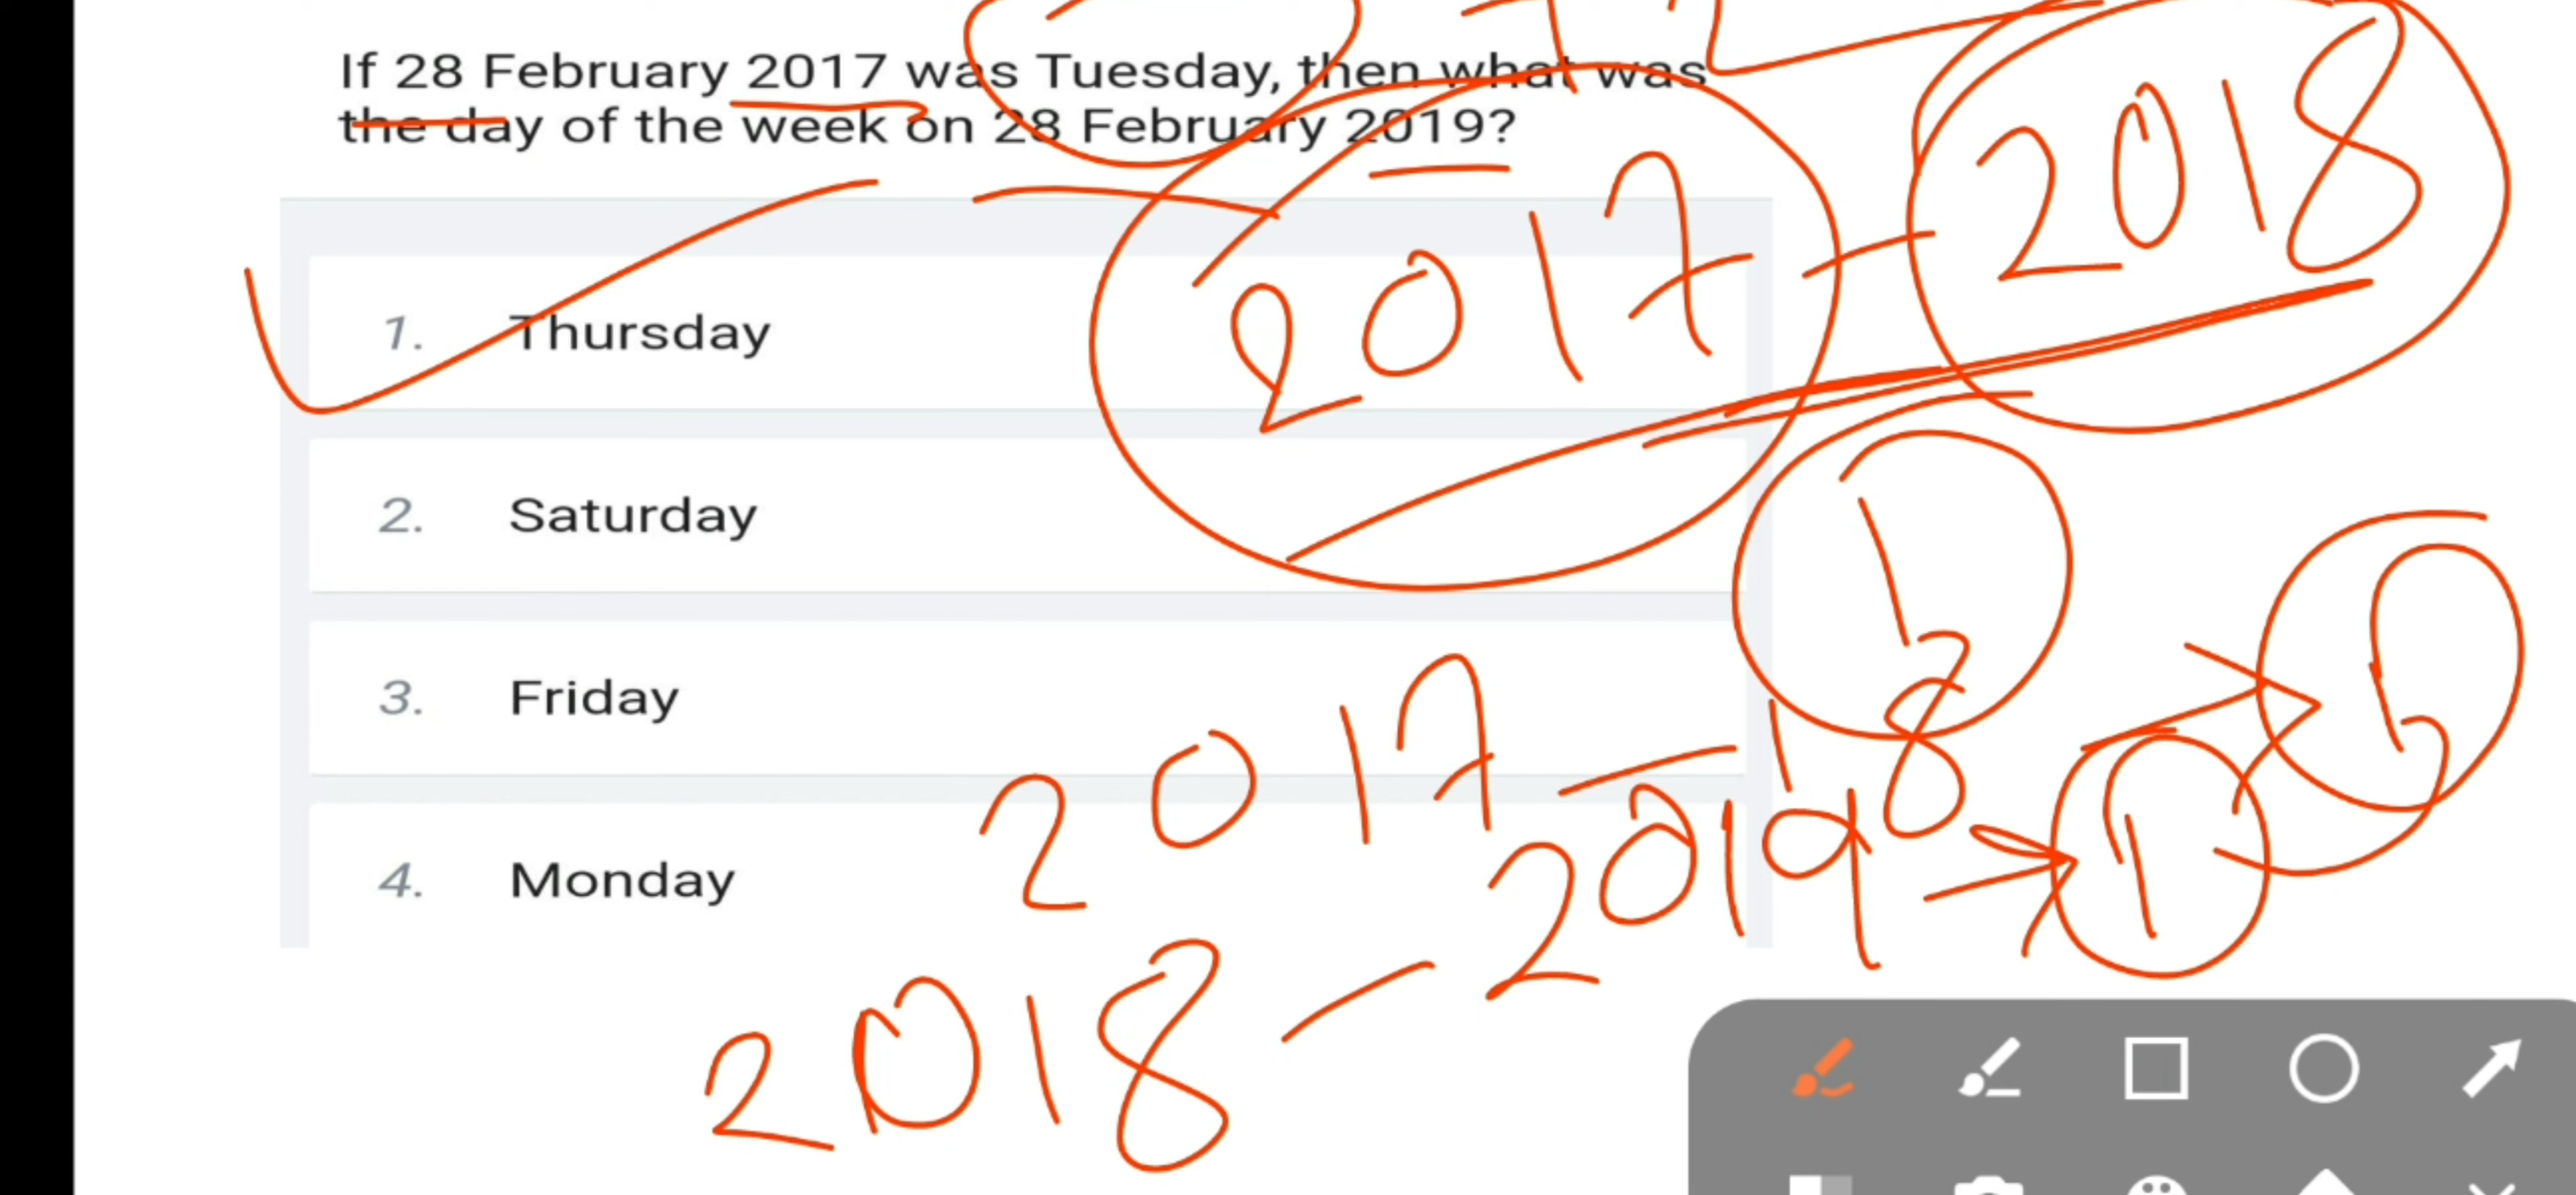 If 28 February 2017 was Tuesday, then what was
the day of the week on 28 February 2019?
2017 - 2018
1. Thursday
2. Saturday
1
3. Friday
2017 - 18
4. Monday
1
2018 - 2019